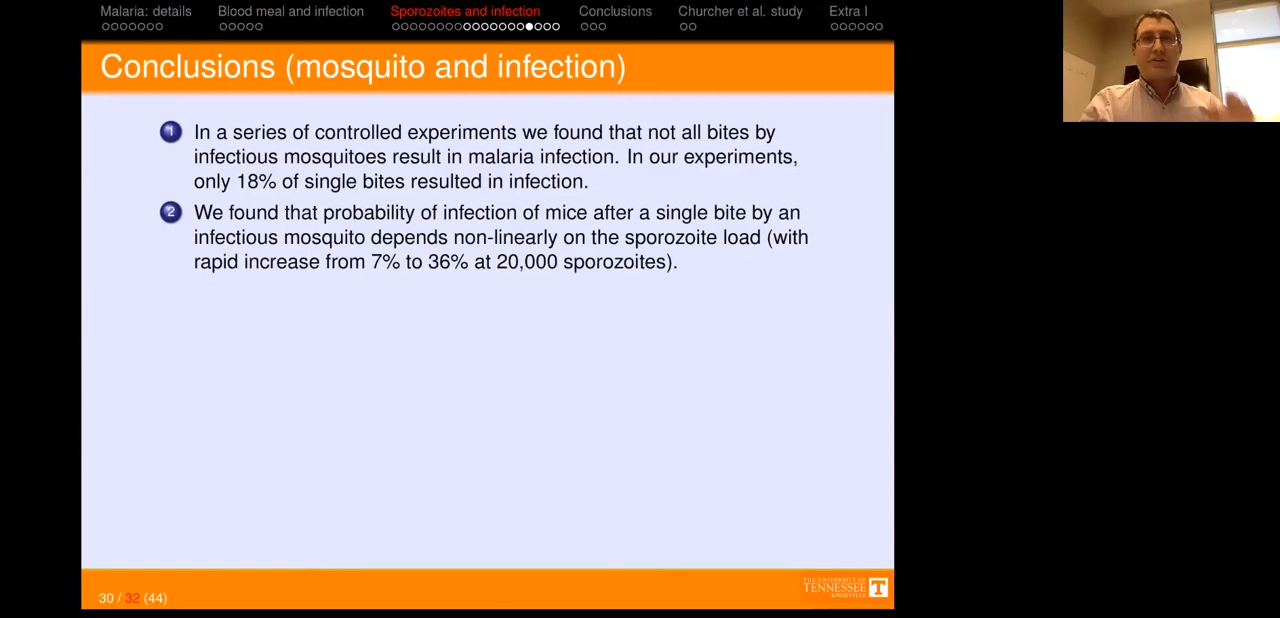 Malaria: details Blood meal and infection Sporozoites and infection Conclusions Churcher et al. study Extra I
Conclusions (mosquito and infection)
1 In a series of controlled experiments we found that not all bites by
infectious mosquitoes result in malaria infection. In our experiments,
only 18% of single bites resulted in infection.
2 We found that probability of infection of mice after a single bite by an
infectious mosquito depends non-linearly on the sporozoite load (with
rapid increase from 7% to 36% at 20,000 sporozoites).
30 / 32 (44)
THE UNIVERSITY OF
TENNESSEE
KNOXVILLE
T